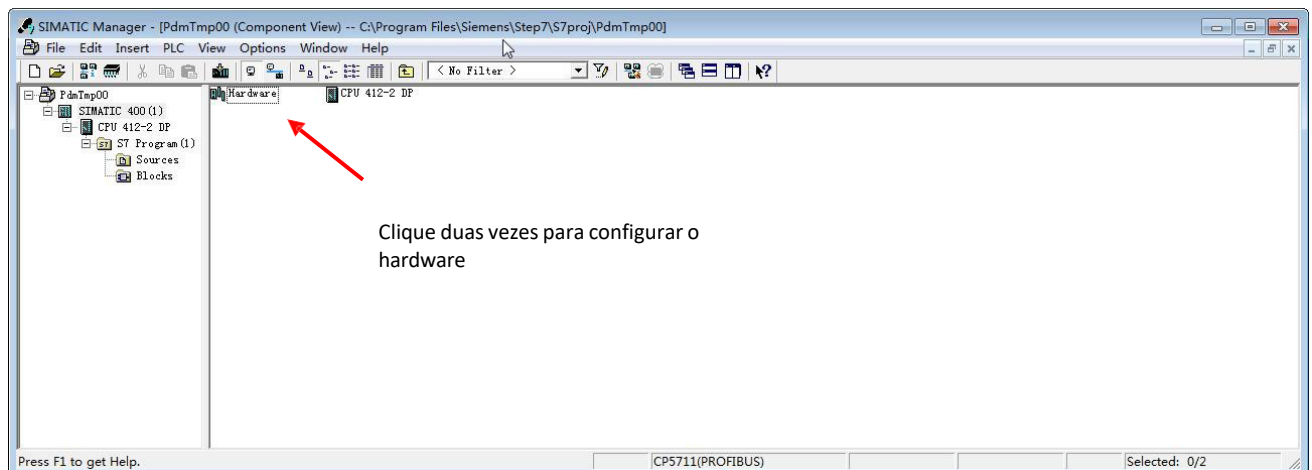 SIMATIC Manager - [PdmTmp00 (Component View) -- C:\Program Files\Siemens\Step7\S7proj\PdmTmp00]
File Edit Insert PLC View Options Window Help
< No Filter >
PdmTmp00
SIMATIC 400(1)
CPU 412-2 DP
S7 Program(1)
Sources
Blocks
Hardware
CPU 412-2 DP
Clique duas vezes para configurar o
hardware
Press F1 to get Help.
CP5711(PROFIBUS)
Selected: 0/2